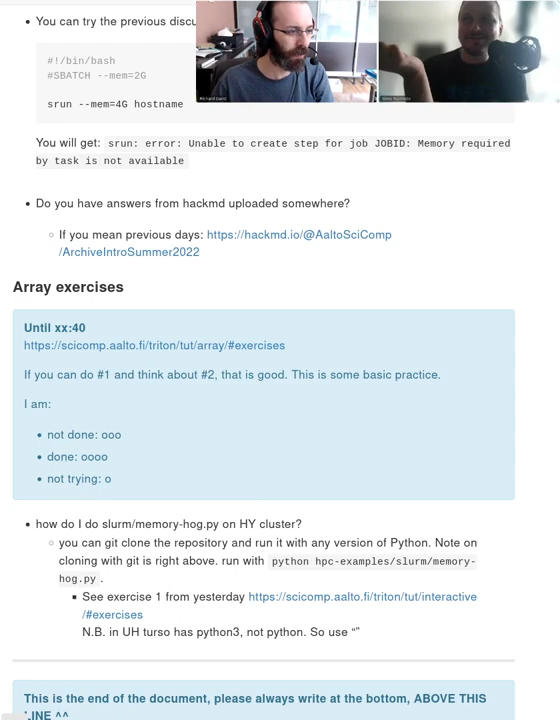 You can try the previous discu
#!/bin/bash
#SBATCH --mem=2G
srun --mem=4G hostname
You will get: srun: error: Unable to create step for job JOBID: Memory required
by task is not available
Do you have answers from hackmd uploaded somewhere?
If you mean previous days: https://hackmd.io/@AaltoSciComp
/ArchiveIntroSummer2022
Array exercises
Until xx:40
https://scicomp.aalto.fi/triton/tut/array/#exercises
If you can do #1 and think about #2, that is good. This is some basic practice.
I am:
not done: ooo
done: oooo
not trying: o
how do I do slurm/memory-hog.py on HY cluster?
you can git clone the repository and run it with any version of Python. Note on
cloning with git is right above. run with python hpc-examples/slurm/memory-
hog.py .
See exercise 1 from yesterday https://scicomp.aalto.fi/triton/tut/interactive
/#exercises
N.B. in UH turso has python3, not python. So use “”
This is the end of the document, please always write at the bottom, ABOVE THIS
LINE ^^